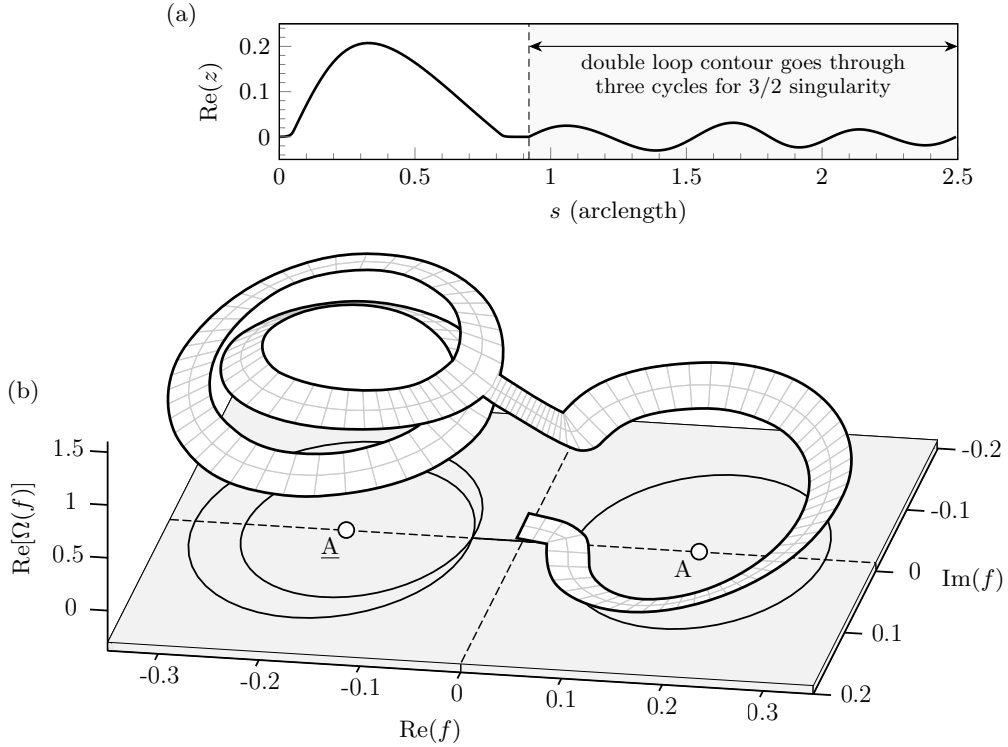 (a)
Re(z)
0.2
0.1
0
double loop contour goes through
three cycles for 3/2 singularity
0
0.5
1
1.5
2
2.5
s (arclength)
(b)
Re[Ω(f)]
1.5
1
0.5
0
A
A
-0.2
-0.1
0
0.1
0.2
Im(f)
-0.3
-0.2
-0.1
0
0.1
0.2
0.3
Re(f)